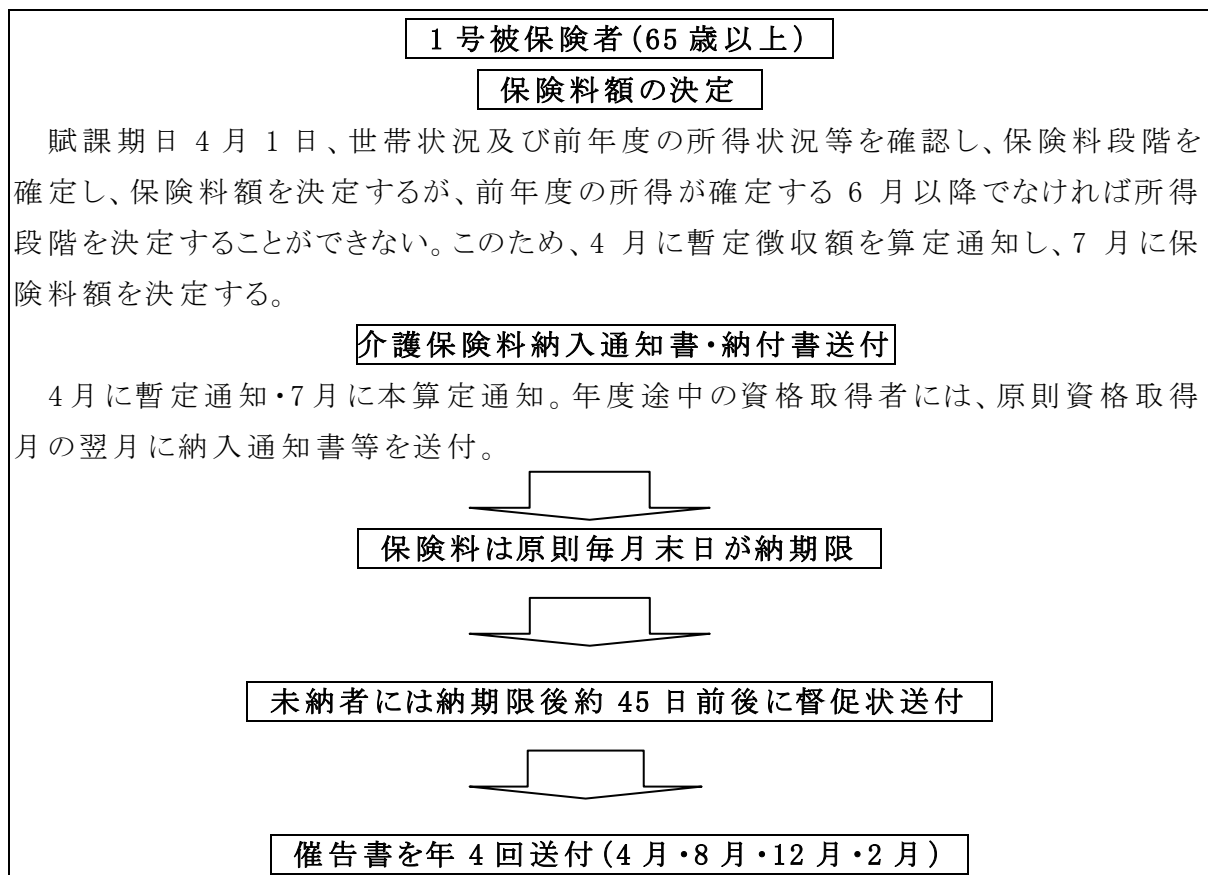 1号被保険者(65歳以上)
保険料額の決定
賦課期日4月1日、世帯状況及び前年度の所得状況等を確認し、保険料段階を
確定し、保険料額を決定するが、前年度の所得が確定する6月以降でなければ所得
段階を決定することができない。このため、4月に暫定徴収額を算定通知し、7月に保
険料額を決定する。
介護保険料納入通知書・納付書送付
4月に暫定通知・7月に本算定通知。年度途中の資格取得者には、原則資格取得
月の翌月に納入通知書等を送付。
保険料は原則毎月末日が納期限
未納者には納期限後約45日前後に督促状送付
催告書を年4回送付(4月・8月・12月・2月)